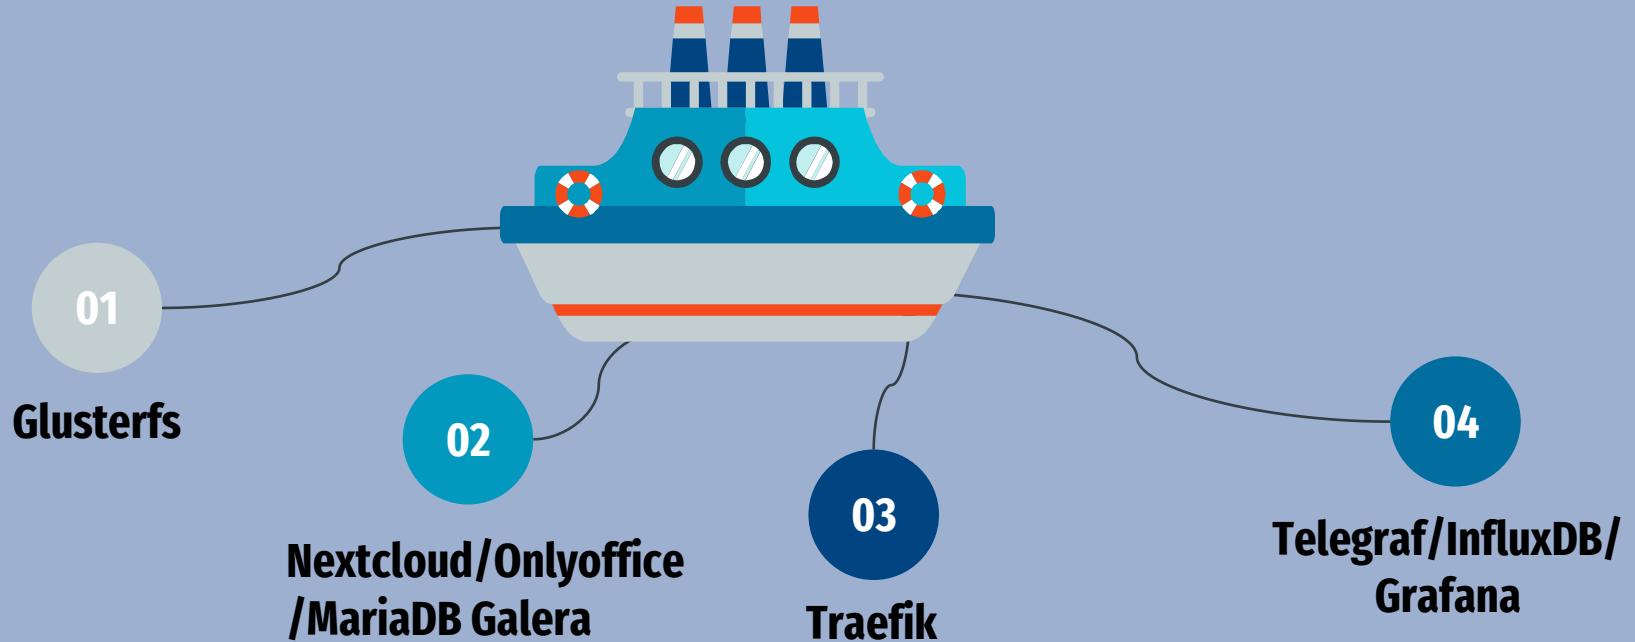 01
Glusterfs
02
Nextcloud/Onlyoffice
/MariaDB Galera
03
Traefik
04
Telegraf/InfluxDB/
Grafana